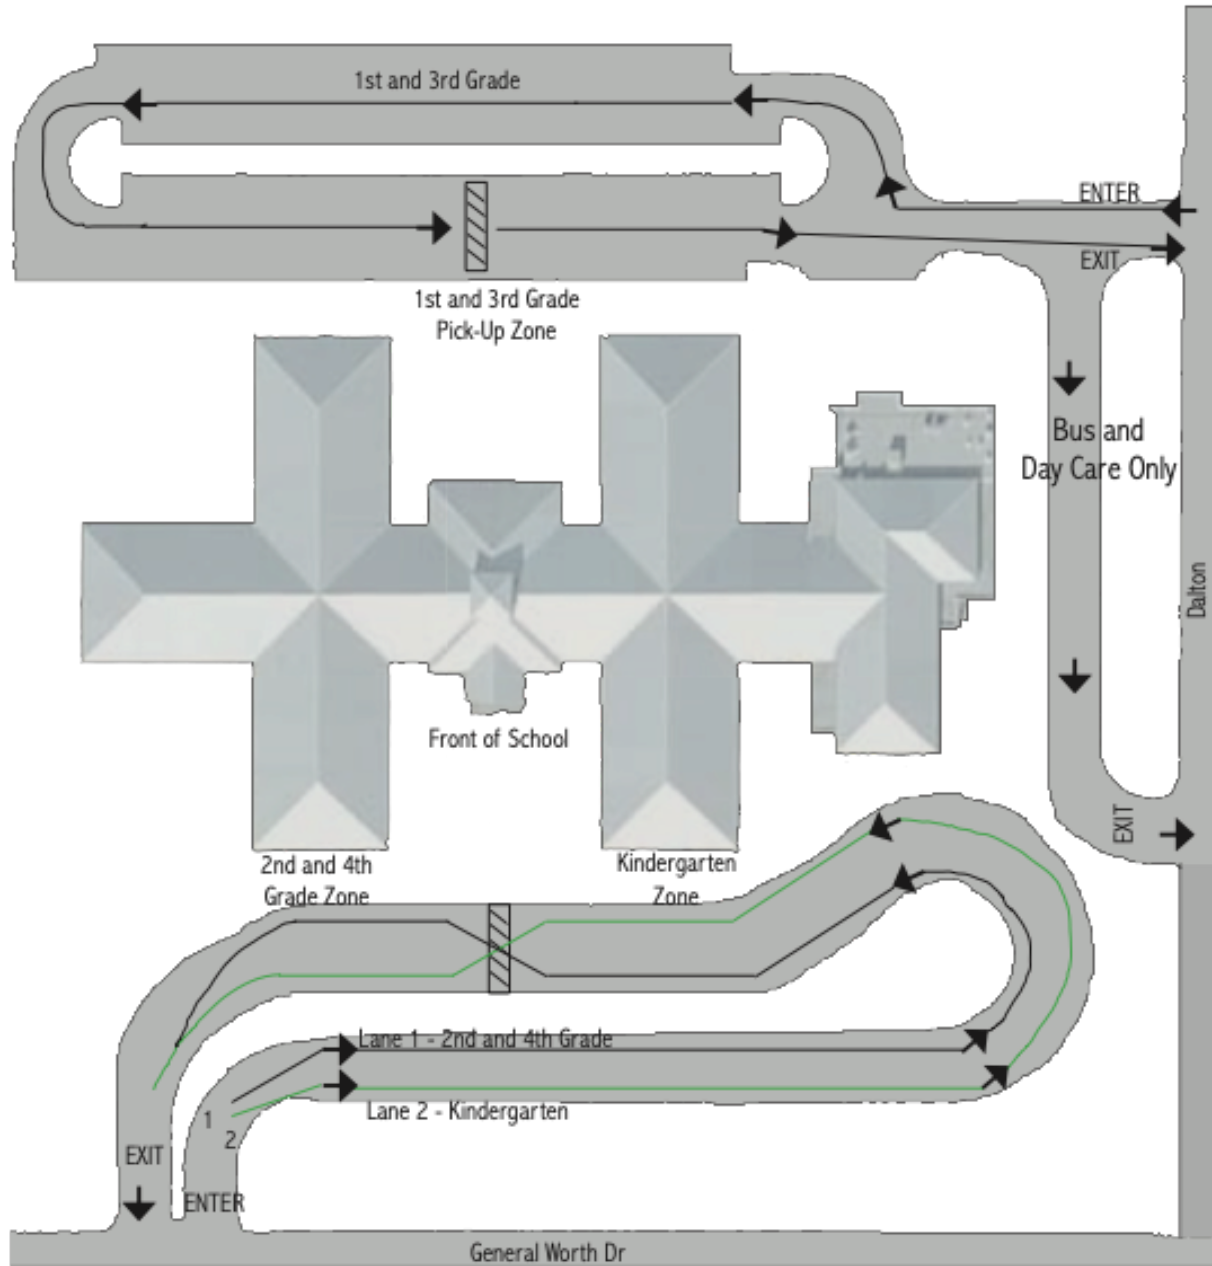 1st and 3rd Grade
ENTER
EXIT
1st and 3rd Grade
Pick-Up Zone
Bus and
Day Care Only
Dalton
Front of School
EXIT
2nd and 4th
Grade Zone
Kindergarten
Zone
Lane 1 - 2nd and 4th Grade
Lane 2 - Kindergarten
1
2
EXIT
ENTER
General Worth Dr